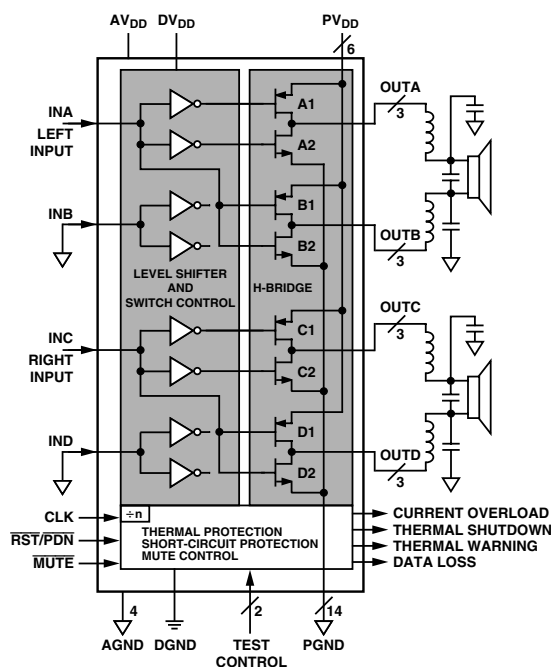 AVDD
DVDD
PVDD
6
INA
LEFT
INPUT
A1
A2
OUTA
3
INB
B1
B2
OUTB
3
LEVEL SHIFTER
AND
SWITCH CONTROL
H-BRIDGE
INC
RIGHT
INPUT
C1
C2
OUTC
3
IND
D1
D2
OUTD
3
CLK
÷n
RST/PDN
MUTE
THERMAL PROTECTION
SHORT-CIRCUIT PROTECTION
MUTE CONTROL
CURRENT OVERLOAD
THERMAL SHUTDOWN
THERMAL WARNING
DATA LOSS
4
2
14
AGND
DGND
TEST
CONTROL
PGND